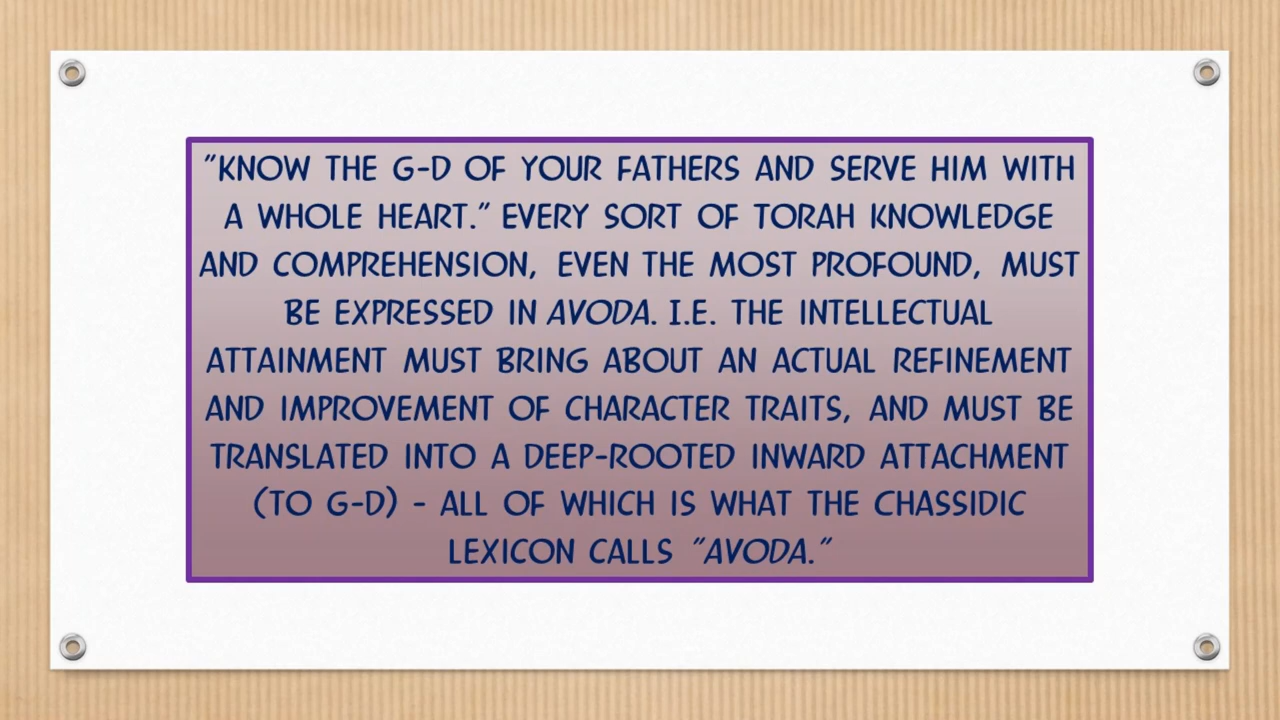 "KNOW THE G-D OF YOUR FATHERS AND SERVE HIM WITH
A WHOLE HEART." EVERY SORT OF TORAH KNOWLEDGE
AND COMPREHENSION, EVEN THE MOST PROFOUND, MUST
BE EXPRESSED IN AVODA. I.E. THE INTELLECTUAL
ATTAINMENT MUST BRING ABOUT AN ACTUAL REFINEMENT
AND IMPROVEMENT OF CHARACTER TRAITS, AND MUST BE
TRANSLATED INTO A DEEP-ROOTED INWARD ATTACHMENT
(TO G-D) - ALL OF WHICH IS WHAT THE CHASSIDIC
LEXICON CALLS "AVODA."